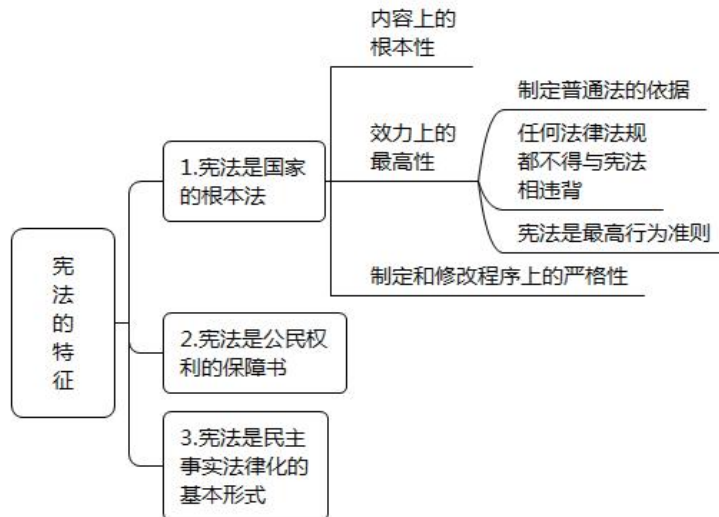 宪
法
的
特
征
1.宪法是国家
的根本法
内容上的
根本性
效力上的
最高性
制定普通法的依据
任何法律法规
都不得与宪法
相违背
宪法是最高行为准则
制定和修改程序上的严格性
2.宪法是公民权
利的保障书
3.宪法是民主
事实法律化的
基本形式